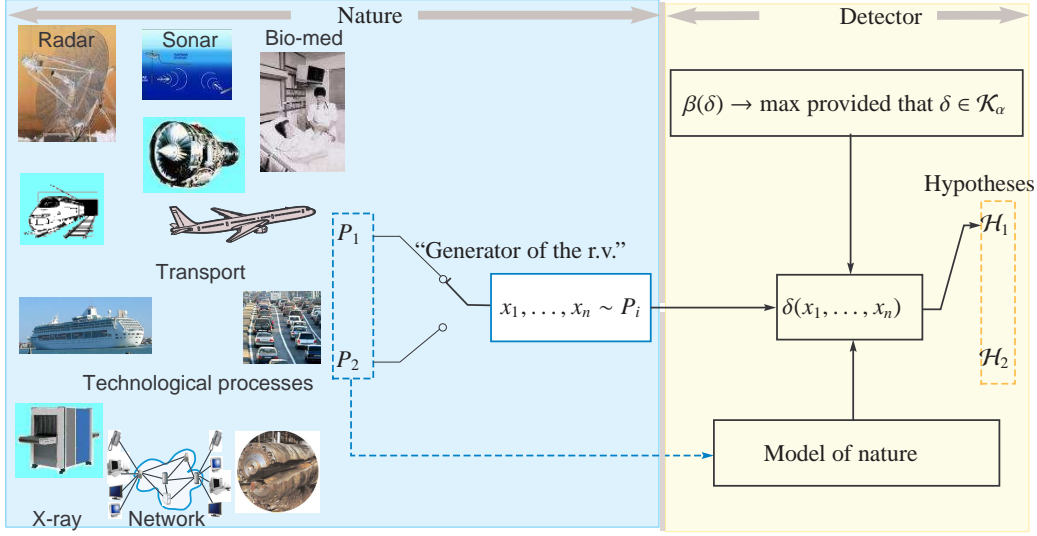 Nature
Detector
Radar
Sonar
Bio-med
β(δ) → max provided that δ ∈ 𝒦α
Hypotheses
P1
"Generator of the r.v."
ℋ1
Transport
x1, . . . , xn ∼ Pi
δ(x1, . . . , xn)
P2
ℋ2
Technological processes
Model of nature
X-ray
Network